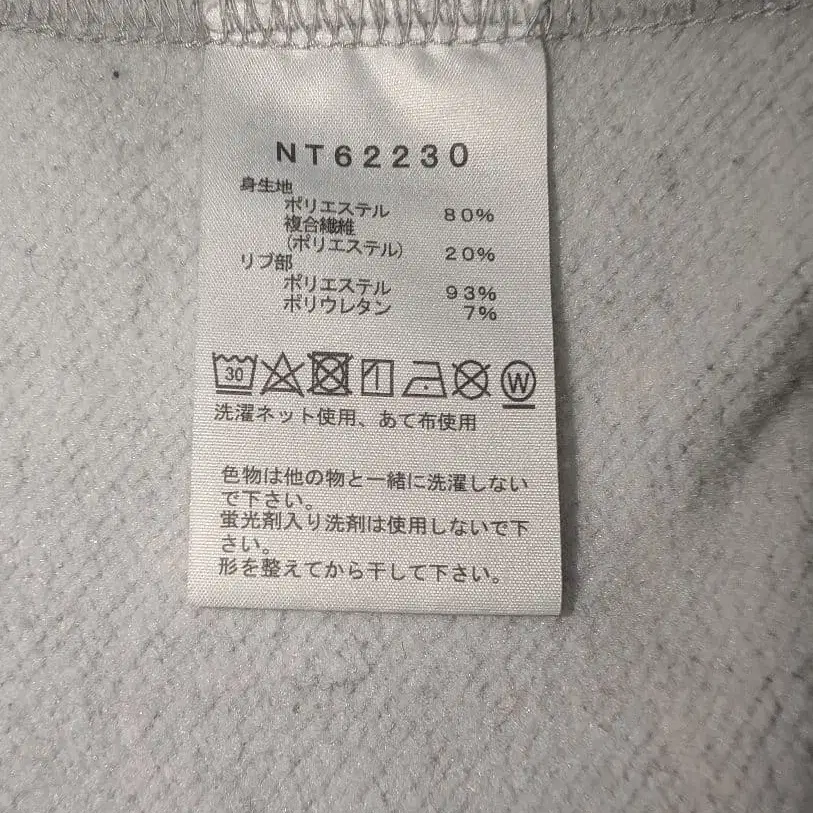 NT62230
身生地
ポリエステル 80%
複合繊維
(ポリエステル) 20%
リブ部
ポリエステル 93%
ポリウレタン 7%
30
W
洗濯ネット使用、あて布使用
色物は他の物と一緒に洗濯しない
で下さい。
蛍光剤入り洗剤は使用しないで下
さい。
形を整えてから干して下さい。